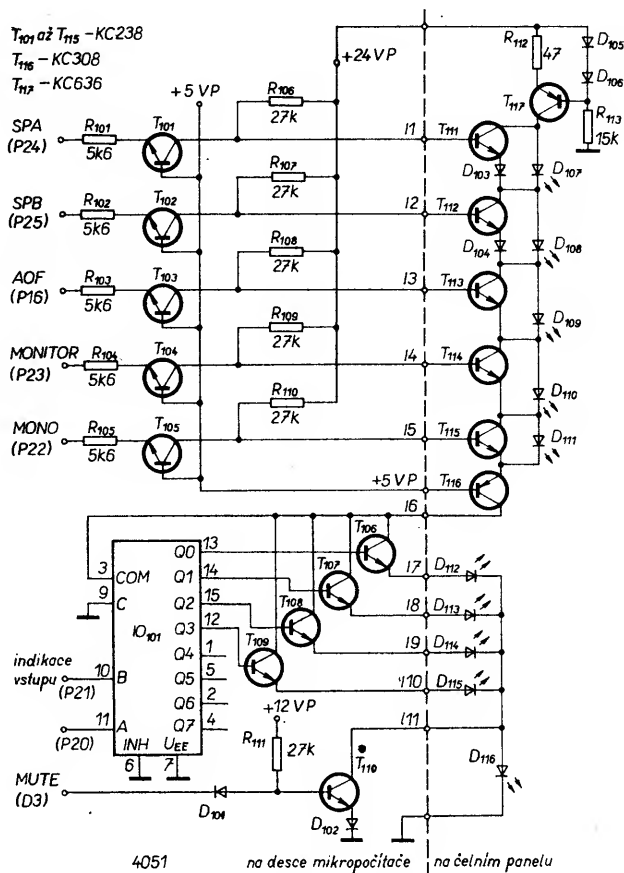 T101 až T115 – KC238
T116 – KC308
T117 – KC636
+5 VP
+24 VP
R112
47
D105
D106
T117
R113
15k
SPA
(P24)
R101
5k6
T101
R106
27k
I1
T111
D103
D107
SPB
(P25)
R102
5k6
T102
R107
27k
I2
T112
D104
D108
AOF
(P16)
R103
5k6
T103
R108
27k
I3
T113
D109
MONITOR
(P23)
R104
5k6
T104
R109
27k
I4
T114
D110
MONO
(P22)
R105
5k6
T105
R110
27k
I5
T115
D111
+5 VP
T116
I6
3
COM
9
C
IO101
indikace
vstupu
(P21)
10
B
11
A
(P20)
INH
6
UEE
7
Q0
13
Q1
14
Q2
15
Q3
12
Q4
1
Q5
5
Q6
2
Q7
4
T106
T107
T108
T109
I7
D112
I8
D113
I9
D114
I10
D115
+12 VP
R111
27k
I11
T110
D116
MUTE
(D3)
D101
D102
4051
na desce mikropočítače
na čelním panelu